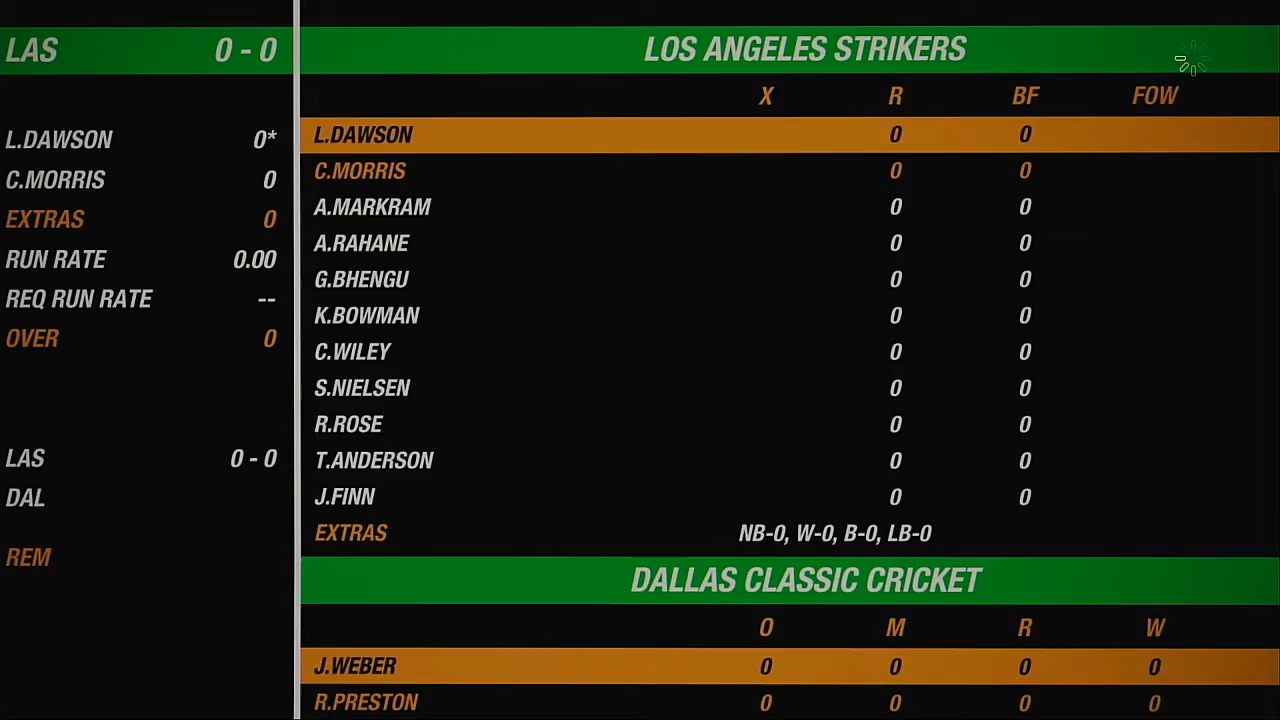 LAS 0 - 0
L.DAWSON 0*
C.MORRIS 0
EXTRAS 0
RUN RATE 0.00
REQ RUN RATE --
OVER 0
LAS 0 - 0
DAL
REM
LOS ANGELES STRIKERS
X R BF FOW
L.DAWSON 0 0
C.MORRIS 0 0
A.MARKRAM 0 0
A.RAHANE 0 0
G.BHENGU 0 0
K.BOWMAN 0 0
C.WILEY 0 0
S.NIELSEN 0 0
R.ROSE 0 0
T.ANDERSON 0 0
J.FINN 0 0
EXTRAS NB-0, W-0, B-0, LB-0
DALLAS CLASSIC CRICKET
O M R W
J.WEBER 0 0 0 0
R.PRESTON 0 0 0 0